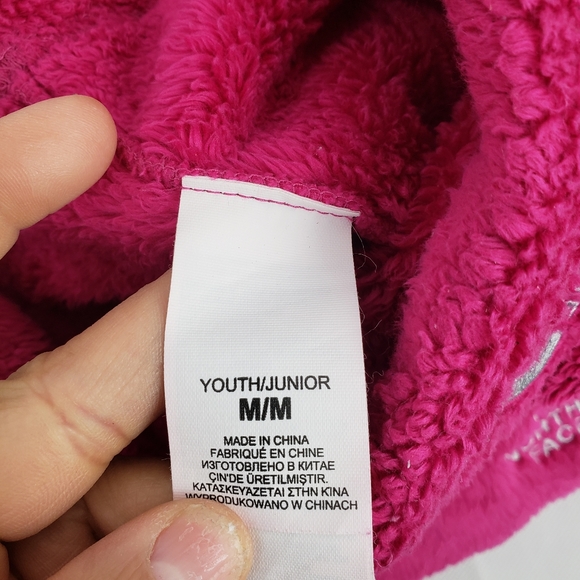 YOUTH/JUNIOR
M/M
MADE IN CHINA
FABRIQUÉ EN CHINE
ИЗГОТОВЛЕНО В КИТАЕ
ÇIN'DE ÜRETILMIŞTIR.
ΚΑΤΑΣΚΕΥΑΖΕΤΑΙ ΣΤΗΝ ΚΙΝΑ
WYPRODUKOWANO W CHINACH